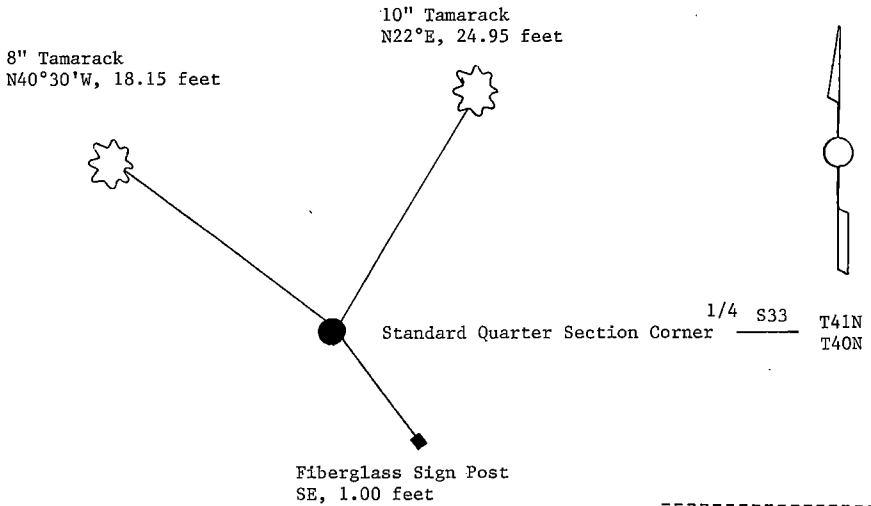 10" Tamarack
N22°E, 24.95 feet
8" Tamarack
N40°30'W, 18.15 feet
Standard Quarter Section Corner 1/4 S33 T41N
T40N
Fiberglass Sign Post
SE, 1.00 feet